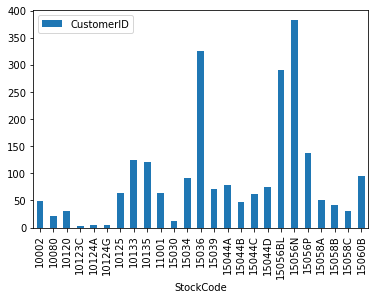 CustomerID
400
350
300
250
200
150
100
50
0
10002
10080
10120
10123C
10124A
10124G
10125
10133
10135
11001
15030
15034
15036
15039
15044A
15044B
15044C
15044D
15056BL
15056N
15056P
15058A
15058B
15058C
15060B
StockCode